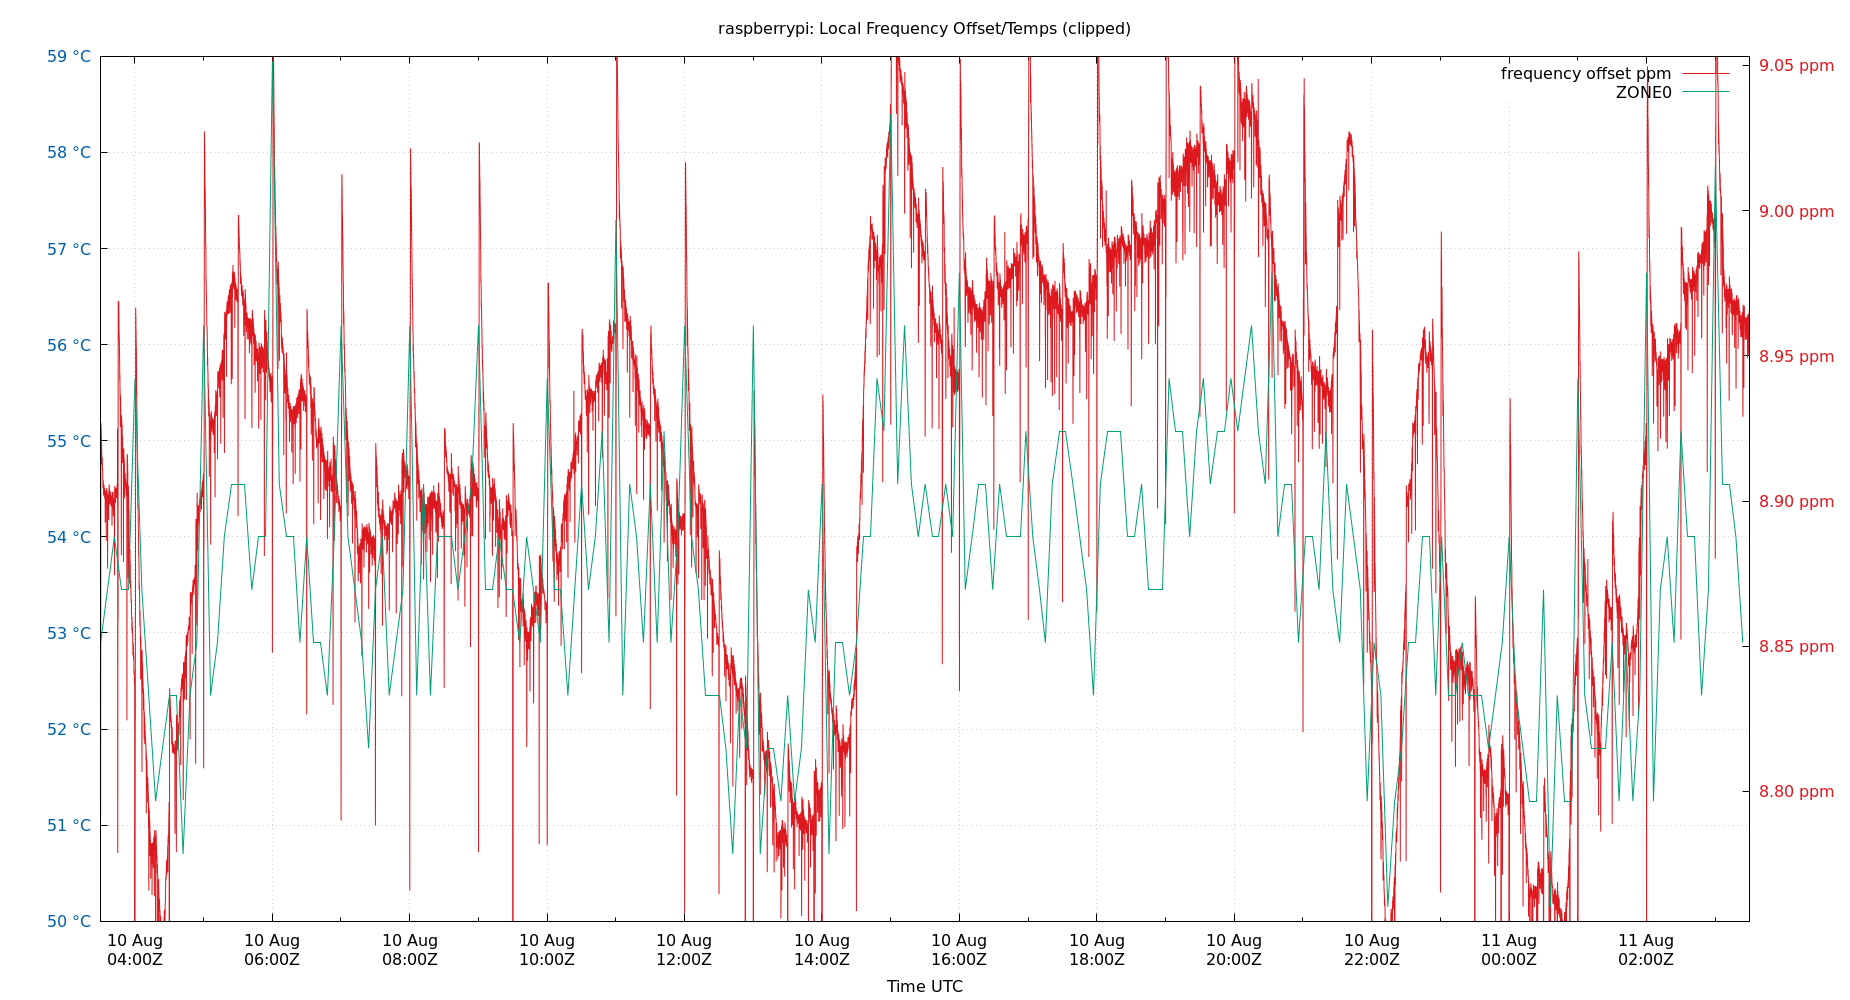 raspberrypi: Local Frequency Offset/Temps (clipped)
59 °C
58 °C
57 °C
56 °C
55 °C
54 °C
53 °C
52 °C
51 °C
50 °C
frequency offset ppm
ZONE0
9.05 ppm
9.00 ppm
8.95 ppm
8.90 ppm
8.85 ppm
8.80 ppm
10 Aug
04:00Z
10 Aug
06:00Z
10 Aug
08:00Z
10 Aug
10:00Z
10 Aug
12:00Z
10 Aug
14:00Z
10 Aug
16:00Z
10 Aug
18:00Z
10 Aug
20:00Z
10 Aug
22:00Z
11 Aug
00:00Z
11 Aug
02:00Z
Time UTC